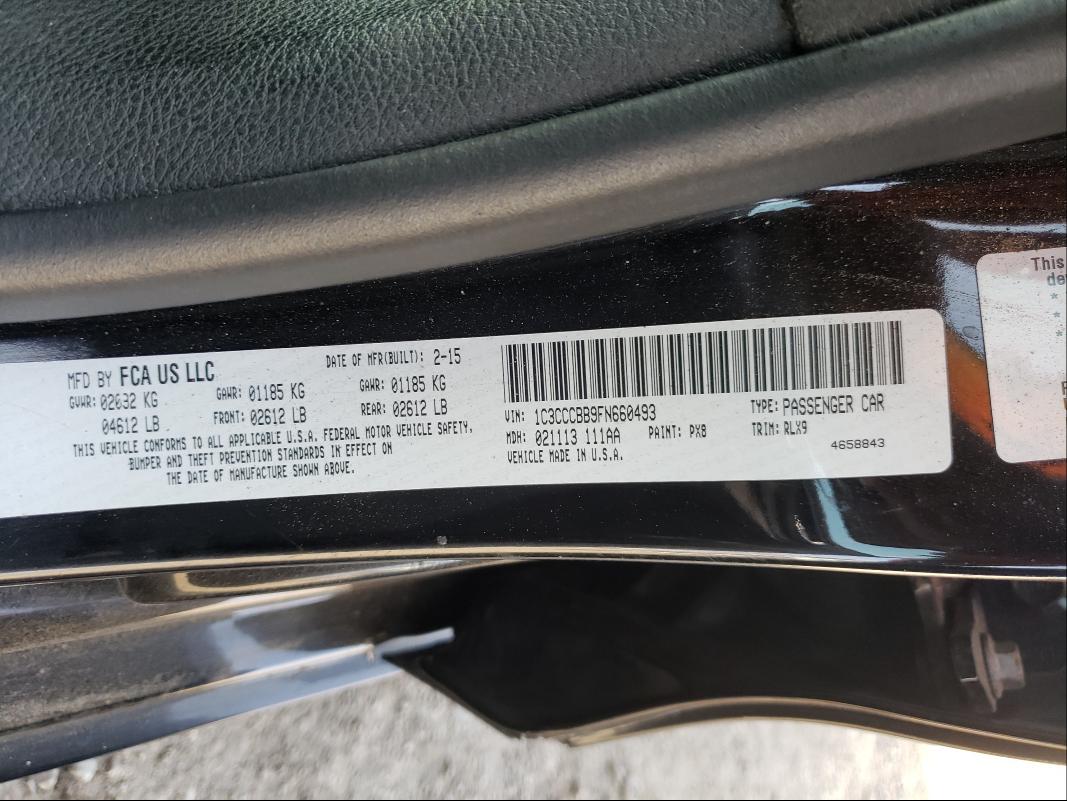 MFD BY FCA US LLC
DATE OF MFR(BUILT): 2-15
GVWR: 02092 KG
GAWR: 01185 KG
GAWR: 01185 KG
04612 LB
FRONT: 02612 LB
REAR: 02612 LB
THIS VEHICLE CONFORMS TO ALL APPLICABLE U.S.A. FEDERAL MOTOR VEHICLE SAFETY,
BUMPER AND THEFT PREVENTION STANDARDS IN EFFECT ON
THE DATE OF MANUFACTURE SHOWN ABOVE.
VIN: 1C3CCCBB9FN660493
TYPE: PASSENGER CAR
MDH: 021113 111AA
PAINT: PX8
TRIM: RLX9
VEHICLE MADE IN U.S.A.
4658843
This
de
*
*
*